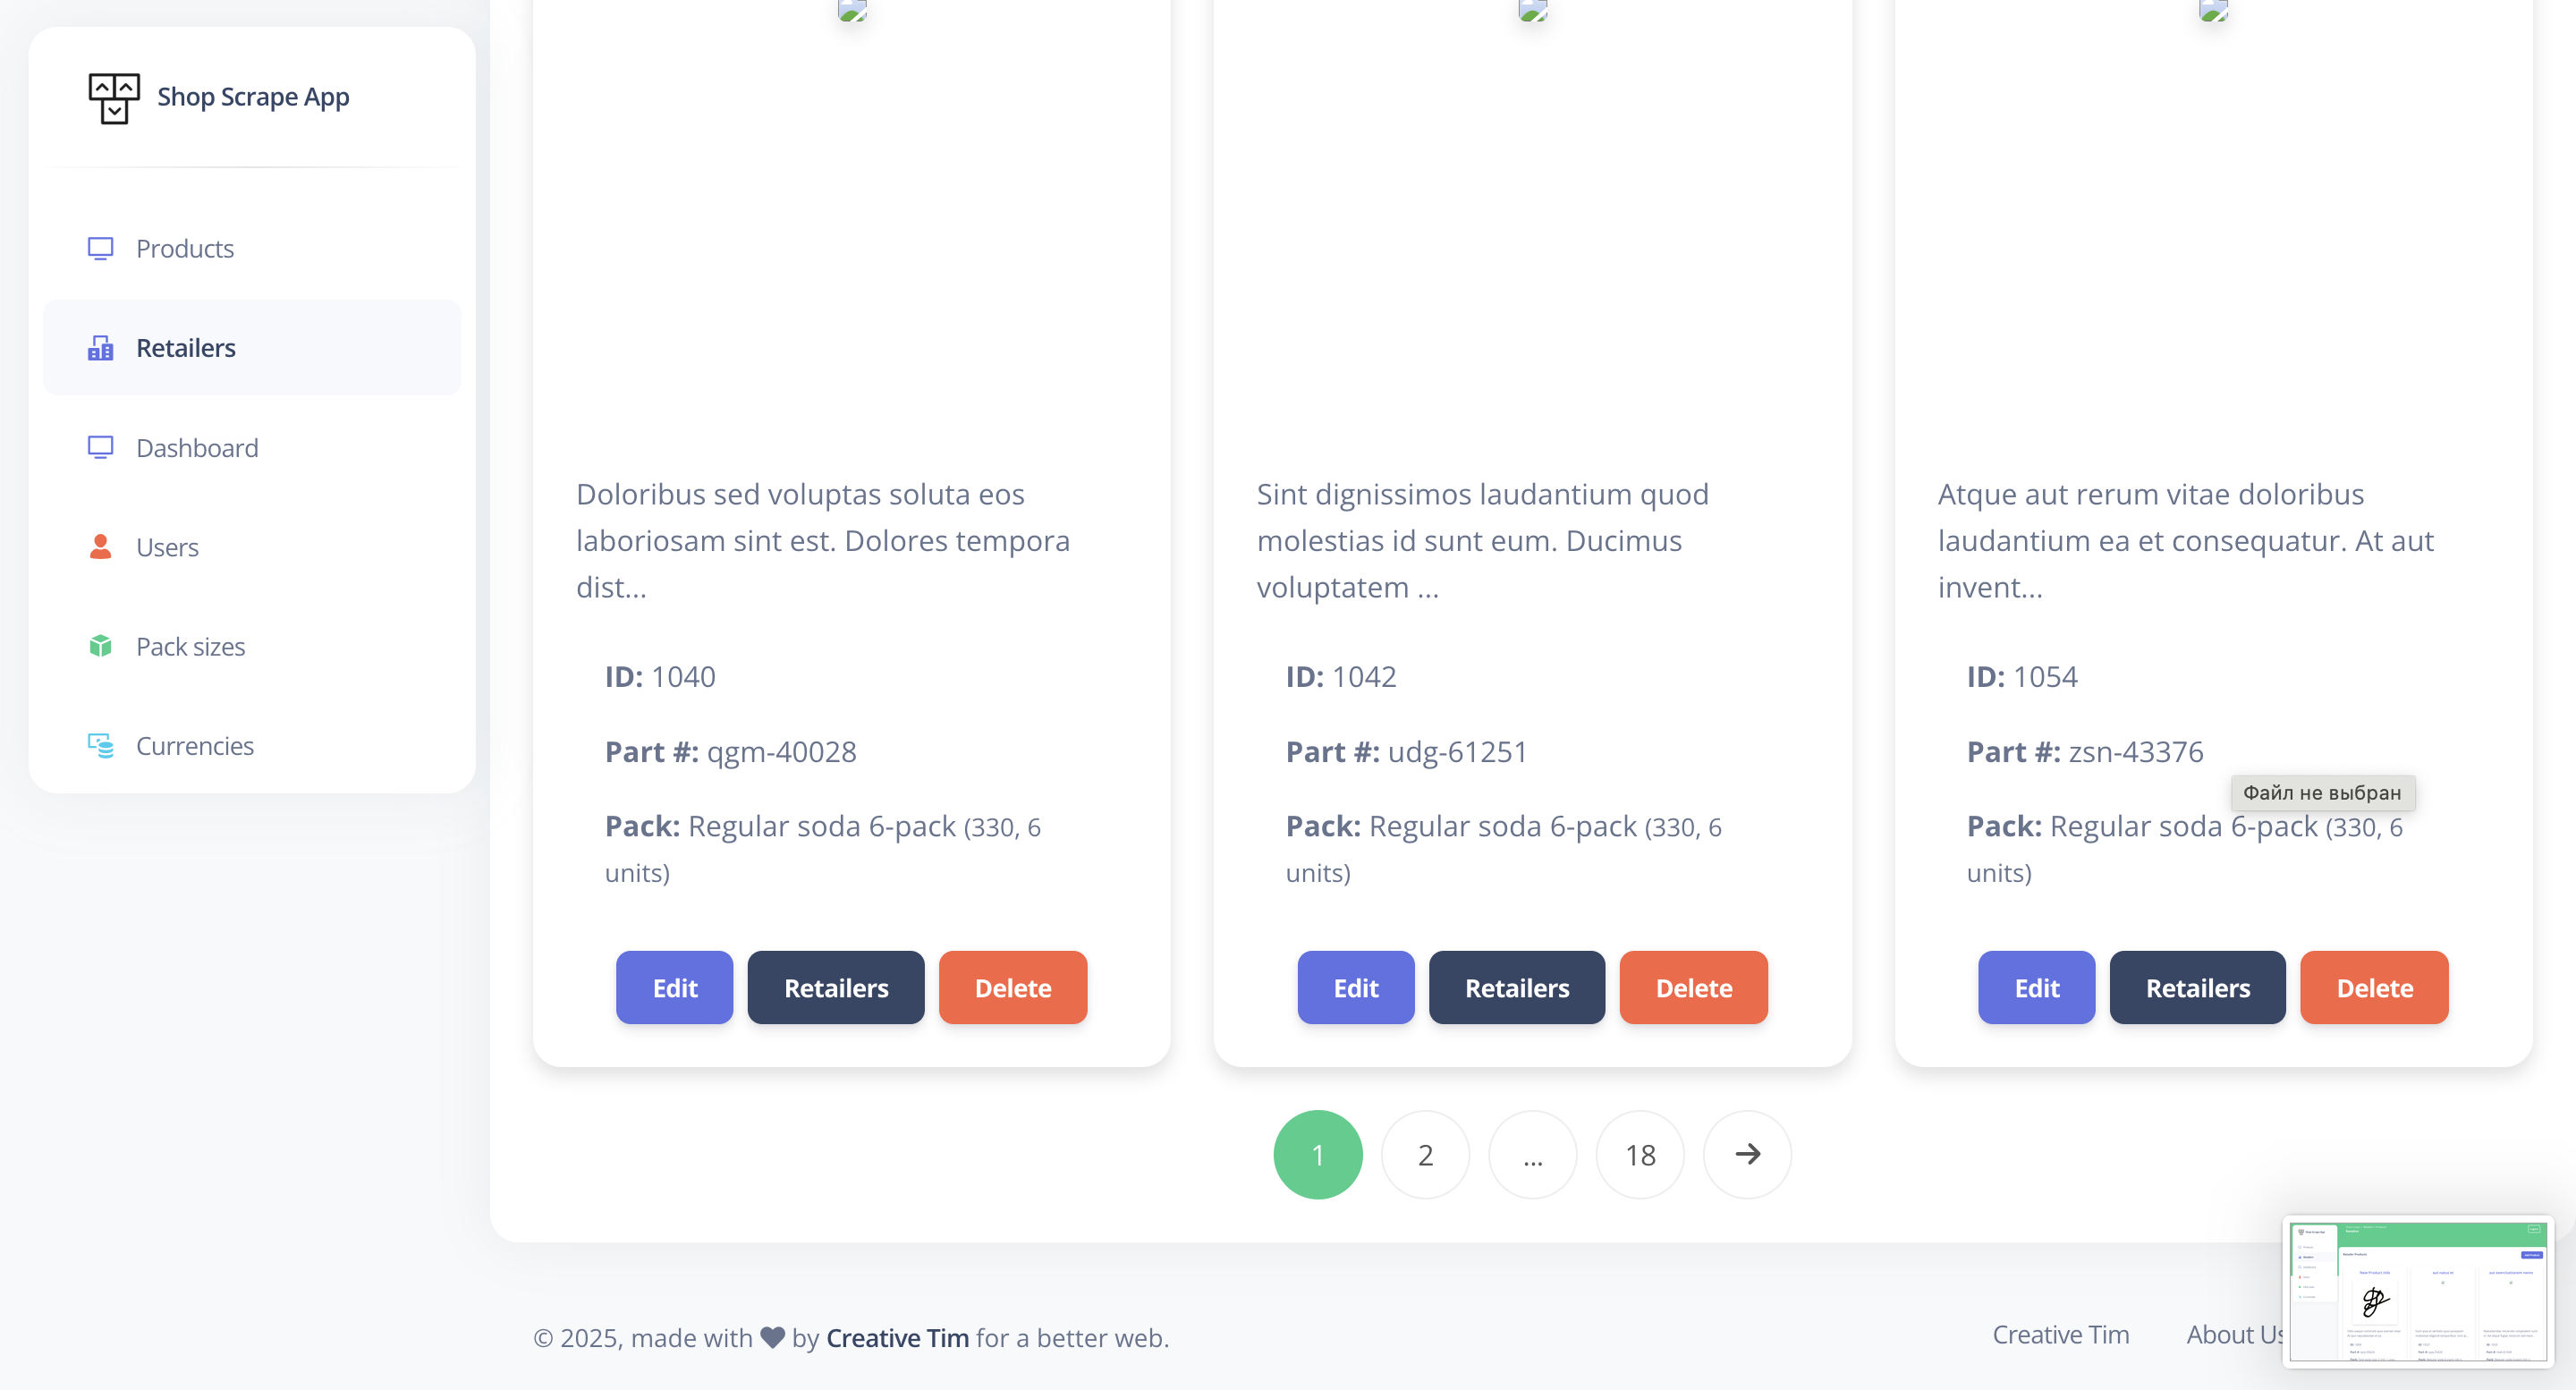 Shop Scrape App
Products
Retailers
Dashboard
Users
Pack sizes
Currencies
Doloribus sed voluptas soluta eos
laboriosam sint est. Dolores tempora
dist...
ID: 1040
Part #: qgm-40028
Pack: Regular soda 6-pack (330, 6
units)
Edit
Retailers
Delete
Sint dignissimos laudantium quod
molestias id sunt eum. Ducimus
voluptatem ...
ID: 1042
Part #: udg-61251
Pack: Regular soda 6-pack (330, 6
units)
Edit
Retailers
Delete
Atque aut rerum vitae doloribus
laudantium ea et consequatur. At aut
invent...
ID: 1054
Part #: zsn-43376
Файл не выбран
Pack: Regular soda 6-pack (330, 6
units)
Edit
Retailers
Delete
1
2
...
18
© 2025, made with by Creative Tim for a better web.
Creative Tim
About Us